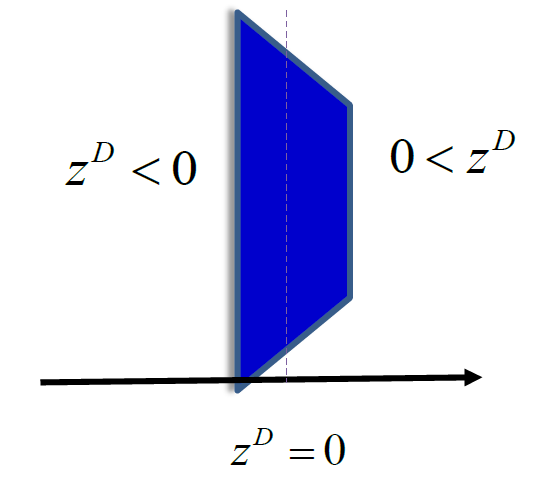 z^D < 0
0 < z^D
z^D = 0